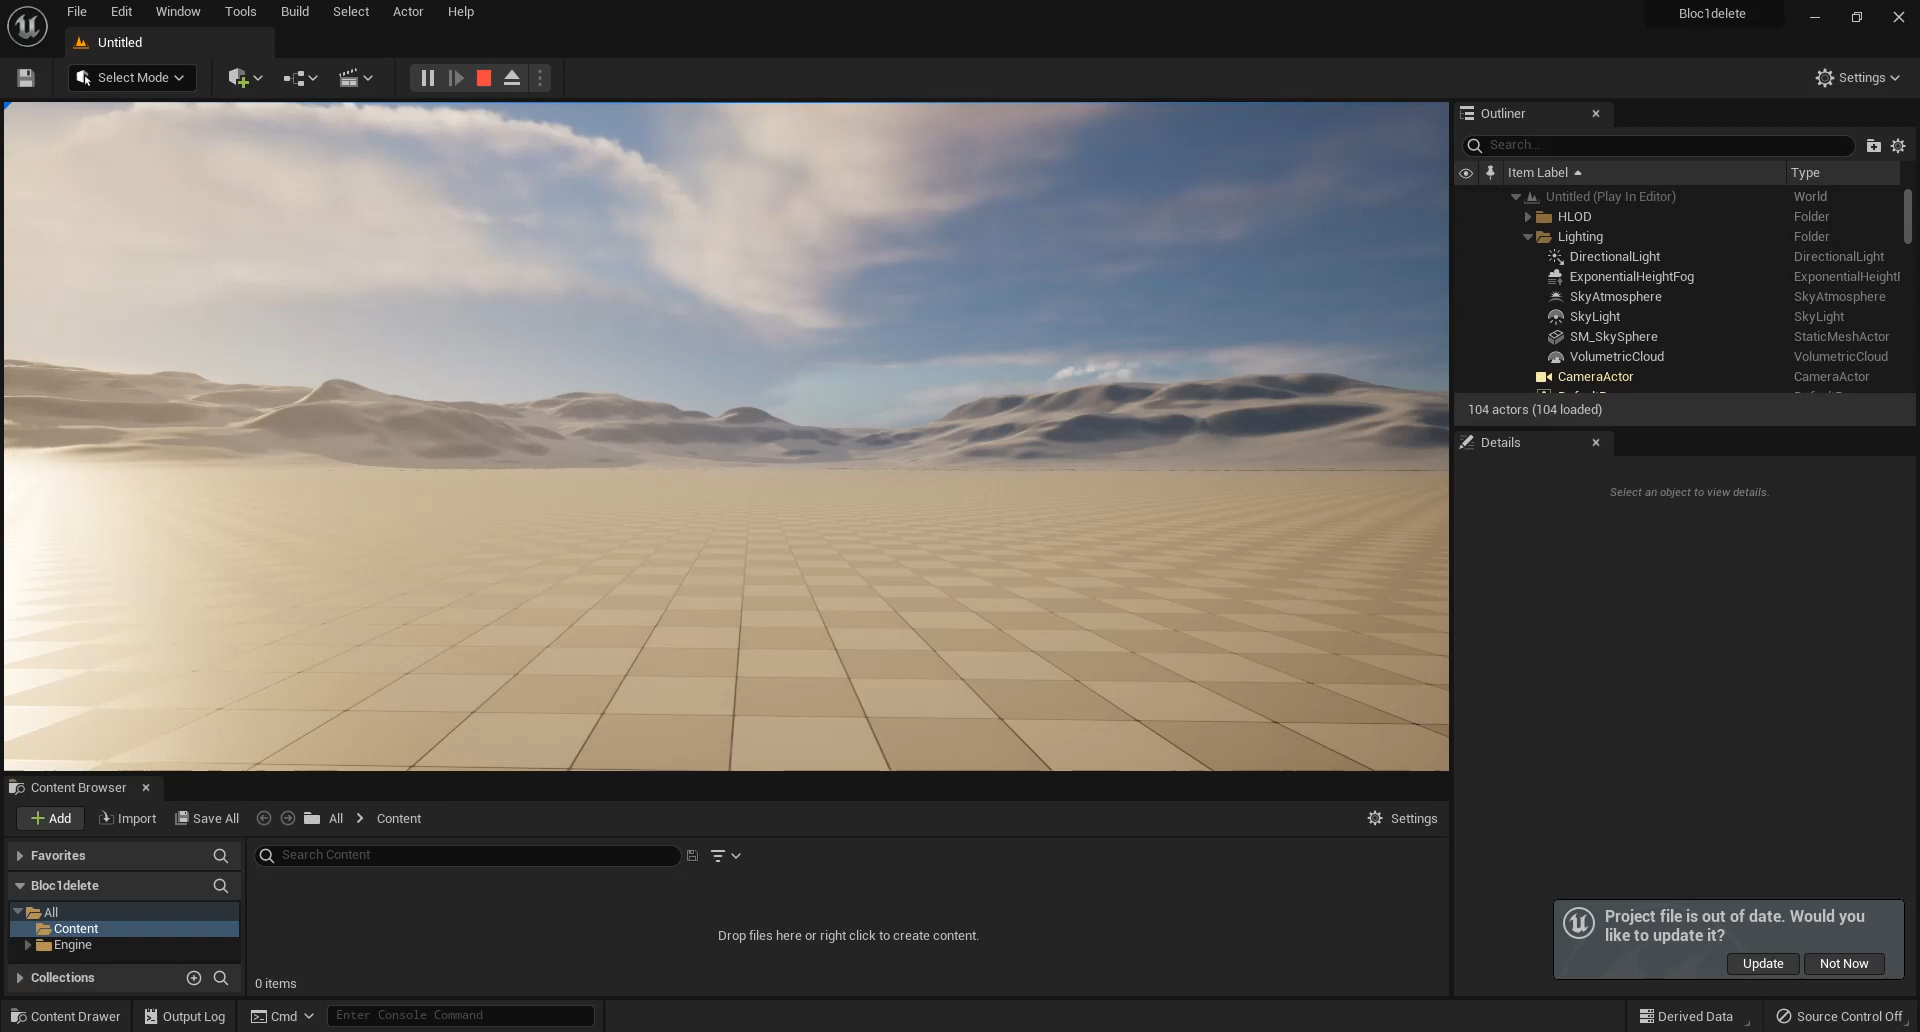 File Edit Window Tools Build Select Actor Help
Bloc1delete
Untitled
Select Mode
Settings
Outliner
Search...
Item Label Type
Untitled (Play In Editor) World
HLOD Folder
Lighting Folder
DirectionalLight DirectionalLight
ExponentialHeightFog ExponentialHeightF
SkyAtmosphere SkyAtmosphere
SkyLight SkyLight
SM_SkySphere StaticMeshActor
VolumetricCloud VolumetricCloud
CameraActor CameraActor
104 actors (104 loaded)
Details
Select an object to view details.
Content Browser
Add Import Save All All Content Settings
Favorites
Search Content
Bloc1delete
All
Content
Engine
Drop files here or right click to create content.
Collections
0 items
Project file is out of date. Would you
like to update it?
Update Not Now
Content Drawer Output Log Cmd Enter Console Command Derived Data Source Control Off